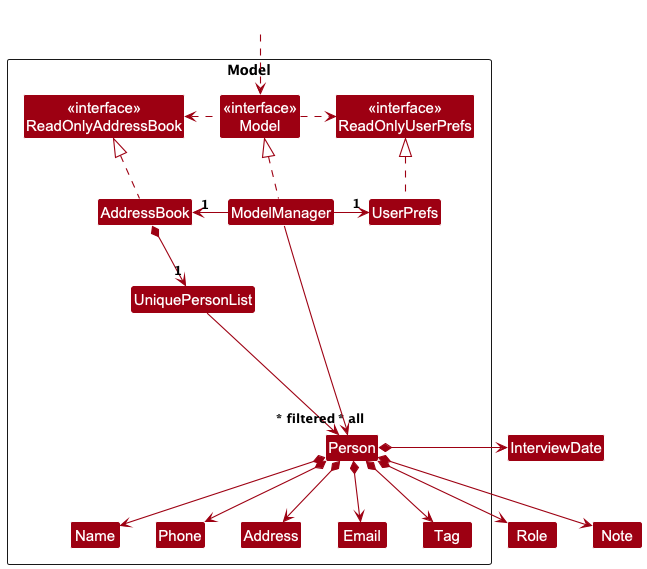 Model
«interface»
ReadOnlyAddressBook
«interface»
Model
«interface»
ReadOnlyUserPrefs
AddressBook
1
ModelManager
1
UserPrefs
1
UniquePersonList
* filtered
* all
Person
InterviewDate
Name
Phone
Address
Email
Tag
Role
Note